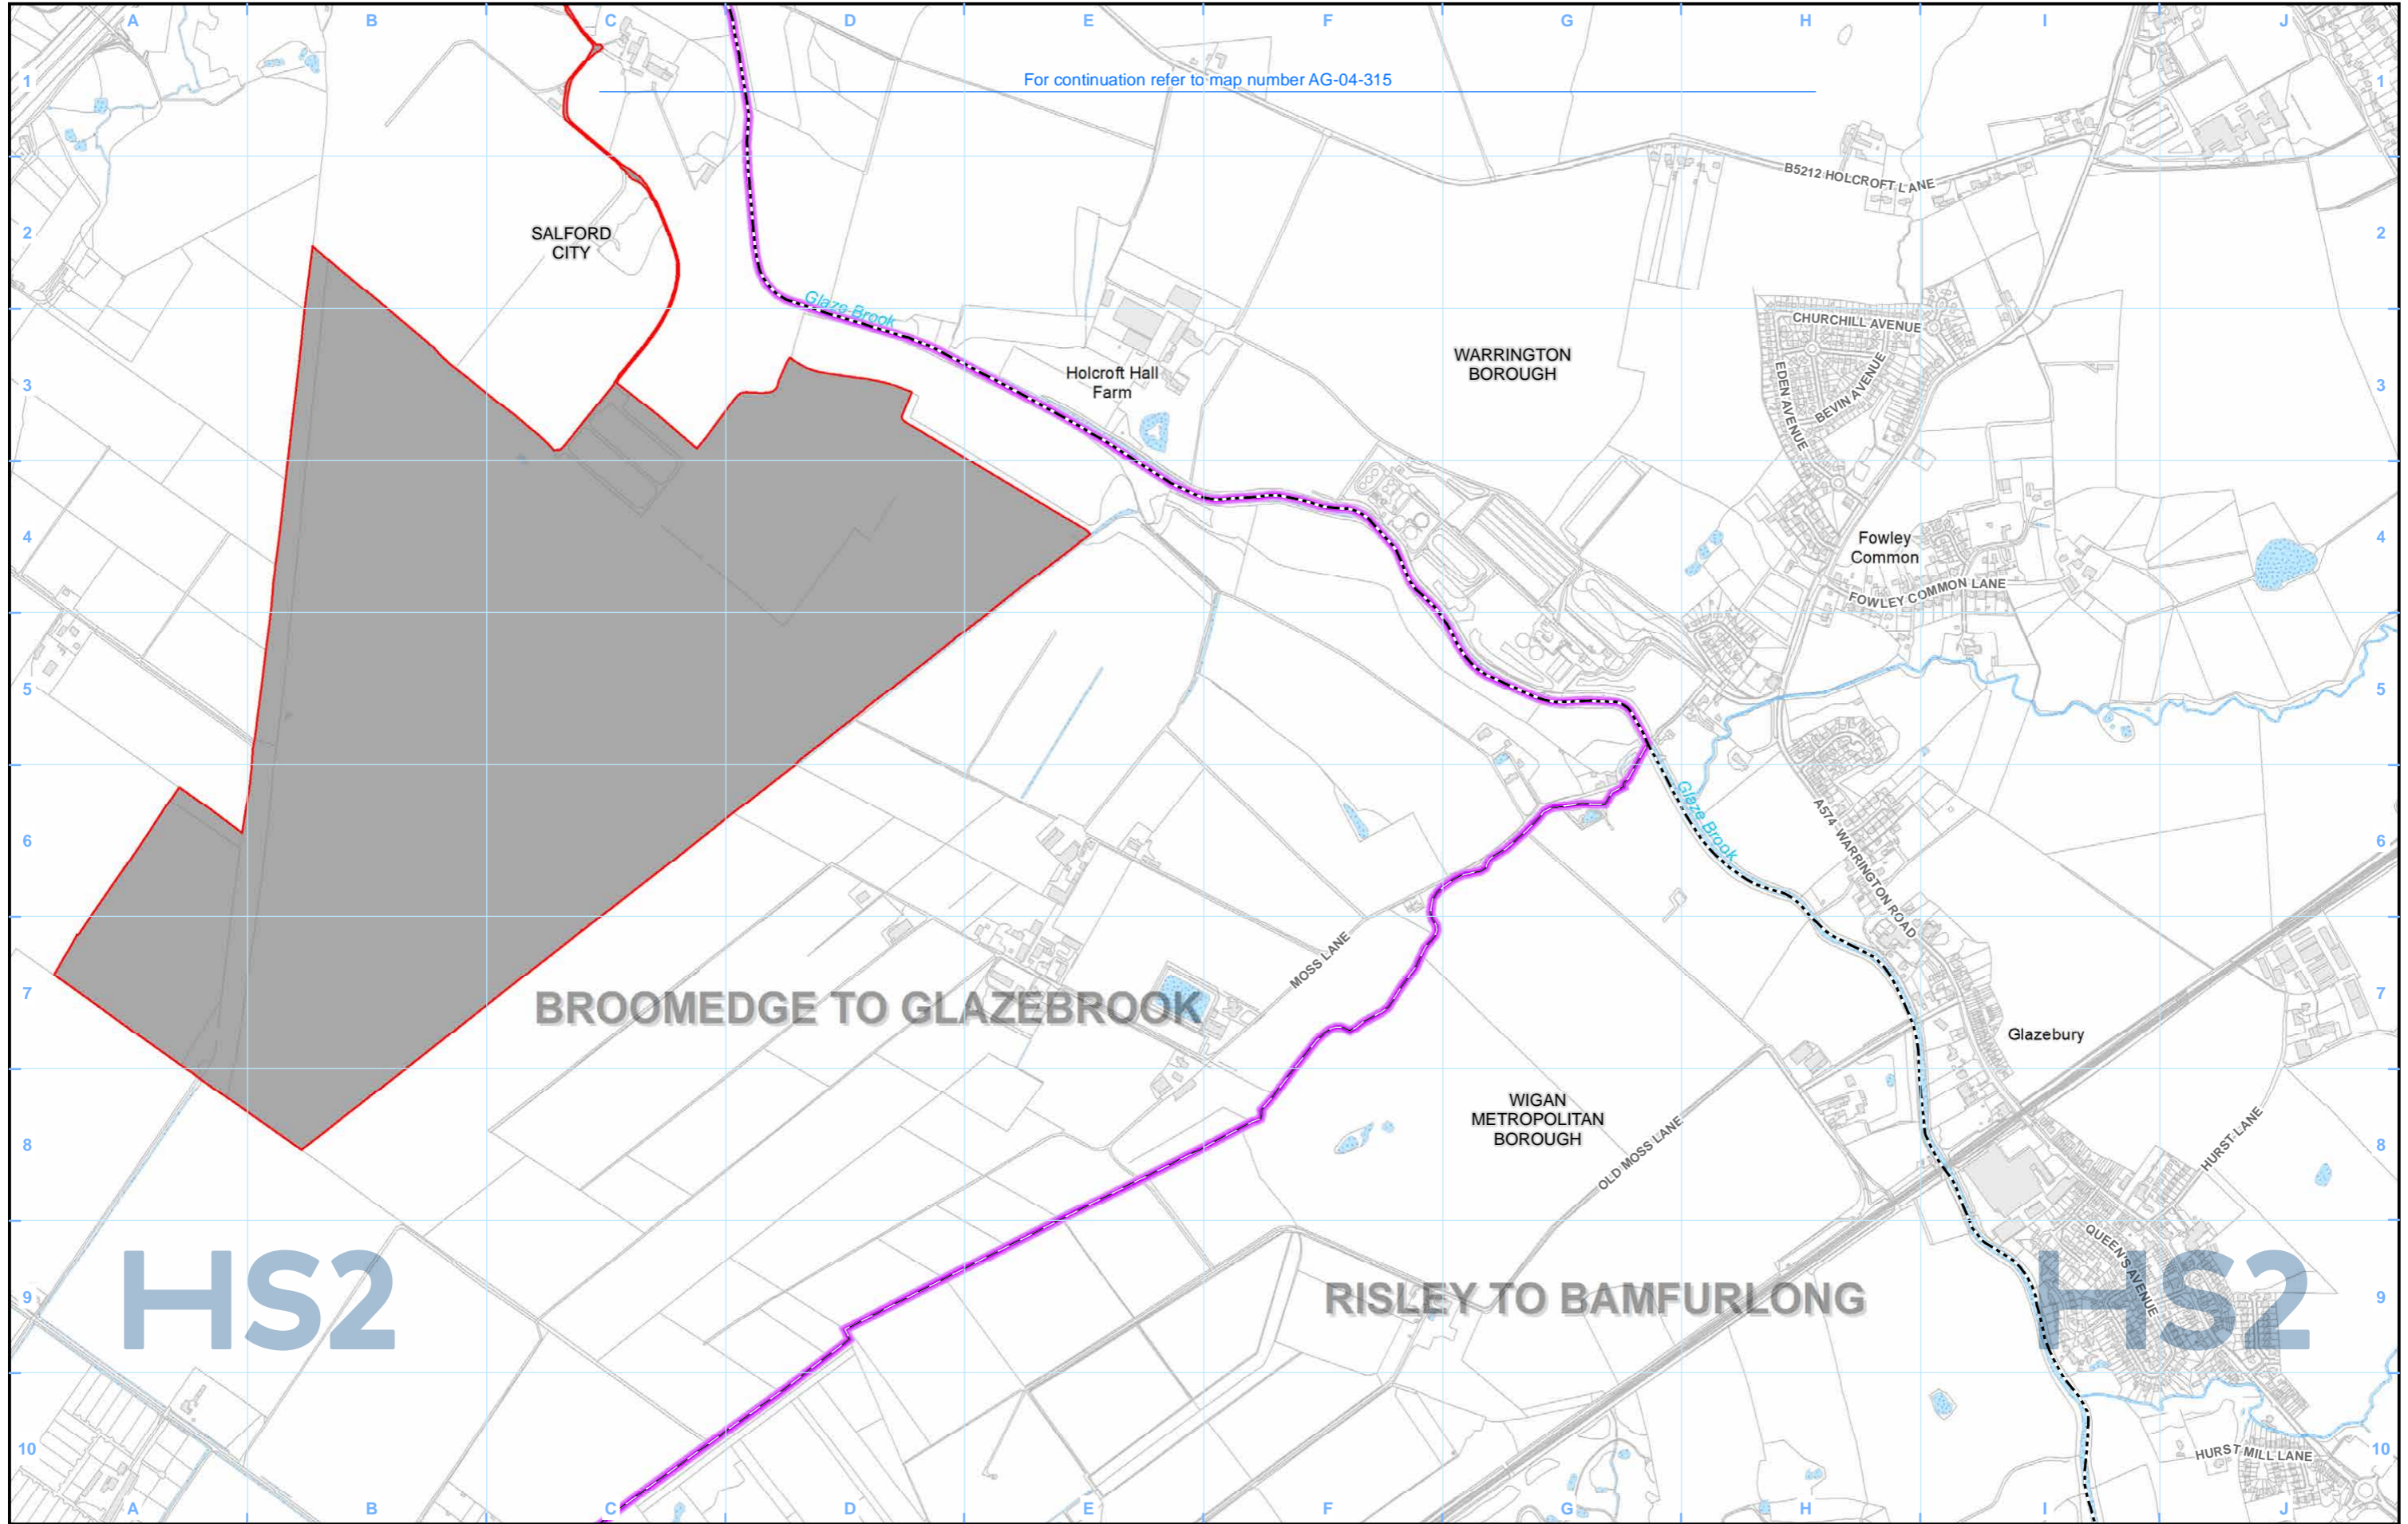 A B C D E F G H I J
For continuation refer to map number AG-04-315
1 1
B5212 HOLCROFT LANE
SALFORD
CITY
2 2
Glaze Brook
CHURCHILL AVENUE
WARRINGTON
BOROUGH
Holcroft Hall
Farm
EDEN AVENUE
BEVIN AVENUE
3 3
Fowley
Common
4 4
FOWLEY COMMON LANE
5 5
Glaze Brook
A574 WARRINGTON ROAD
6 6
MOSS LANE
7 7
BROOMEDGE TO GLAZEBROOK
Glazebury
WIGAN
METROPOLITAN
BOROUGH
OLD MOSS LANE
HURST LANE
8 8
QUEEN'S AVENUE
HS2 HS2
9 9
RISLEY TO BAMFURLONG
10 10
HURST MILL LANE
A B C D E F G H I J